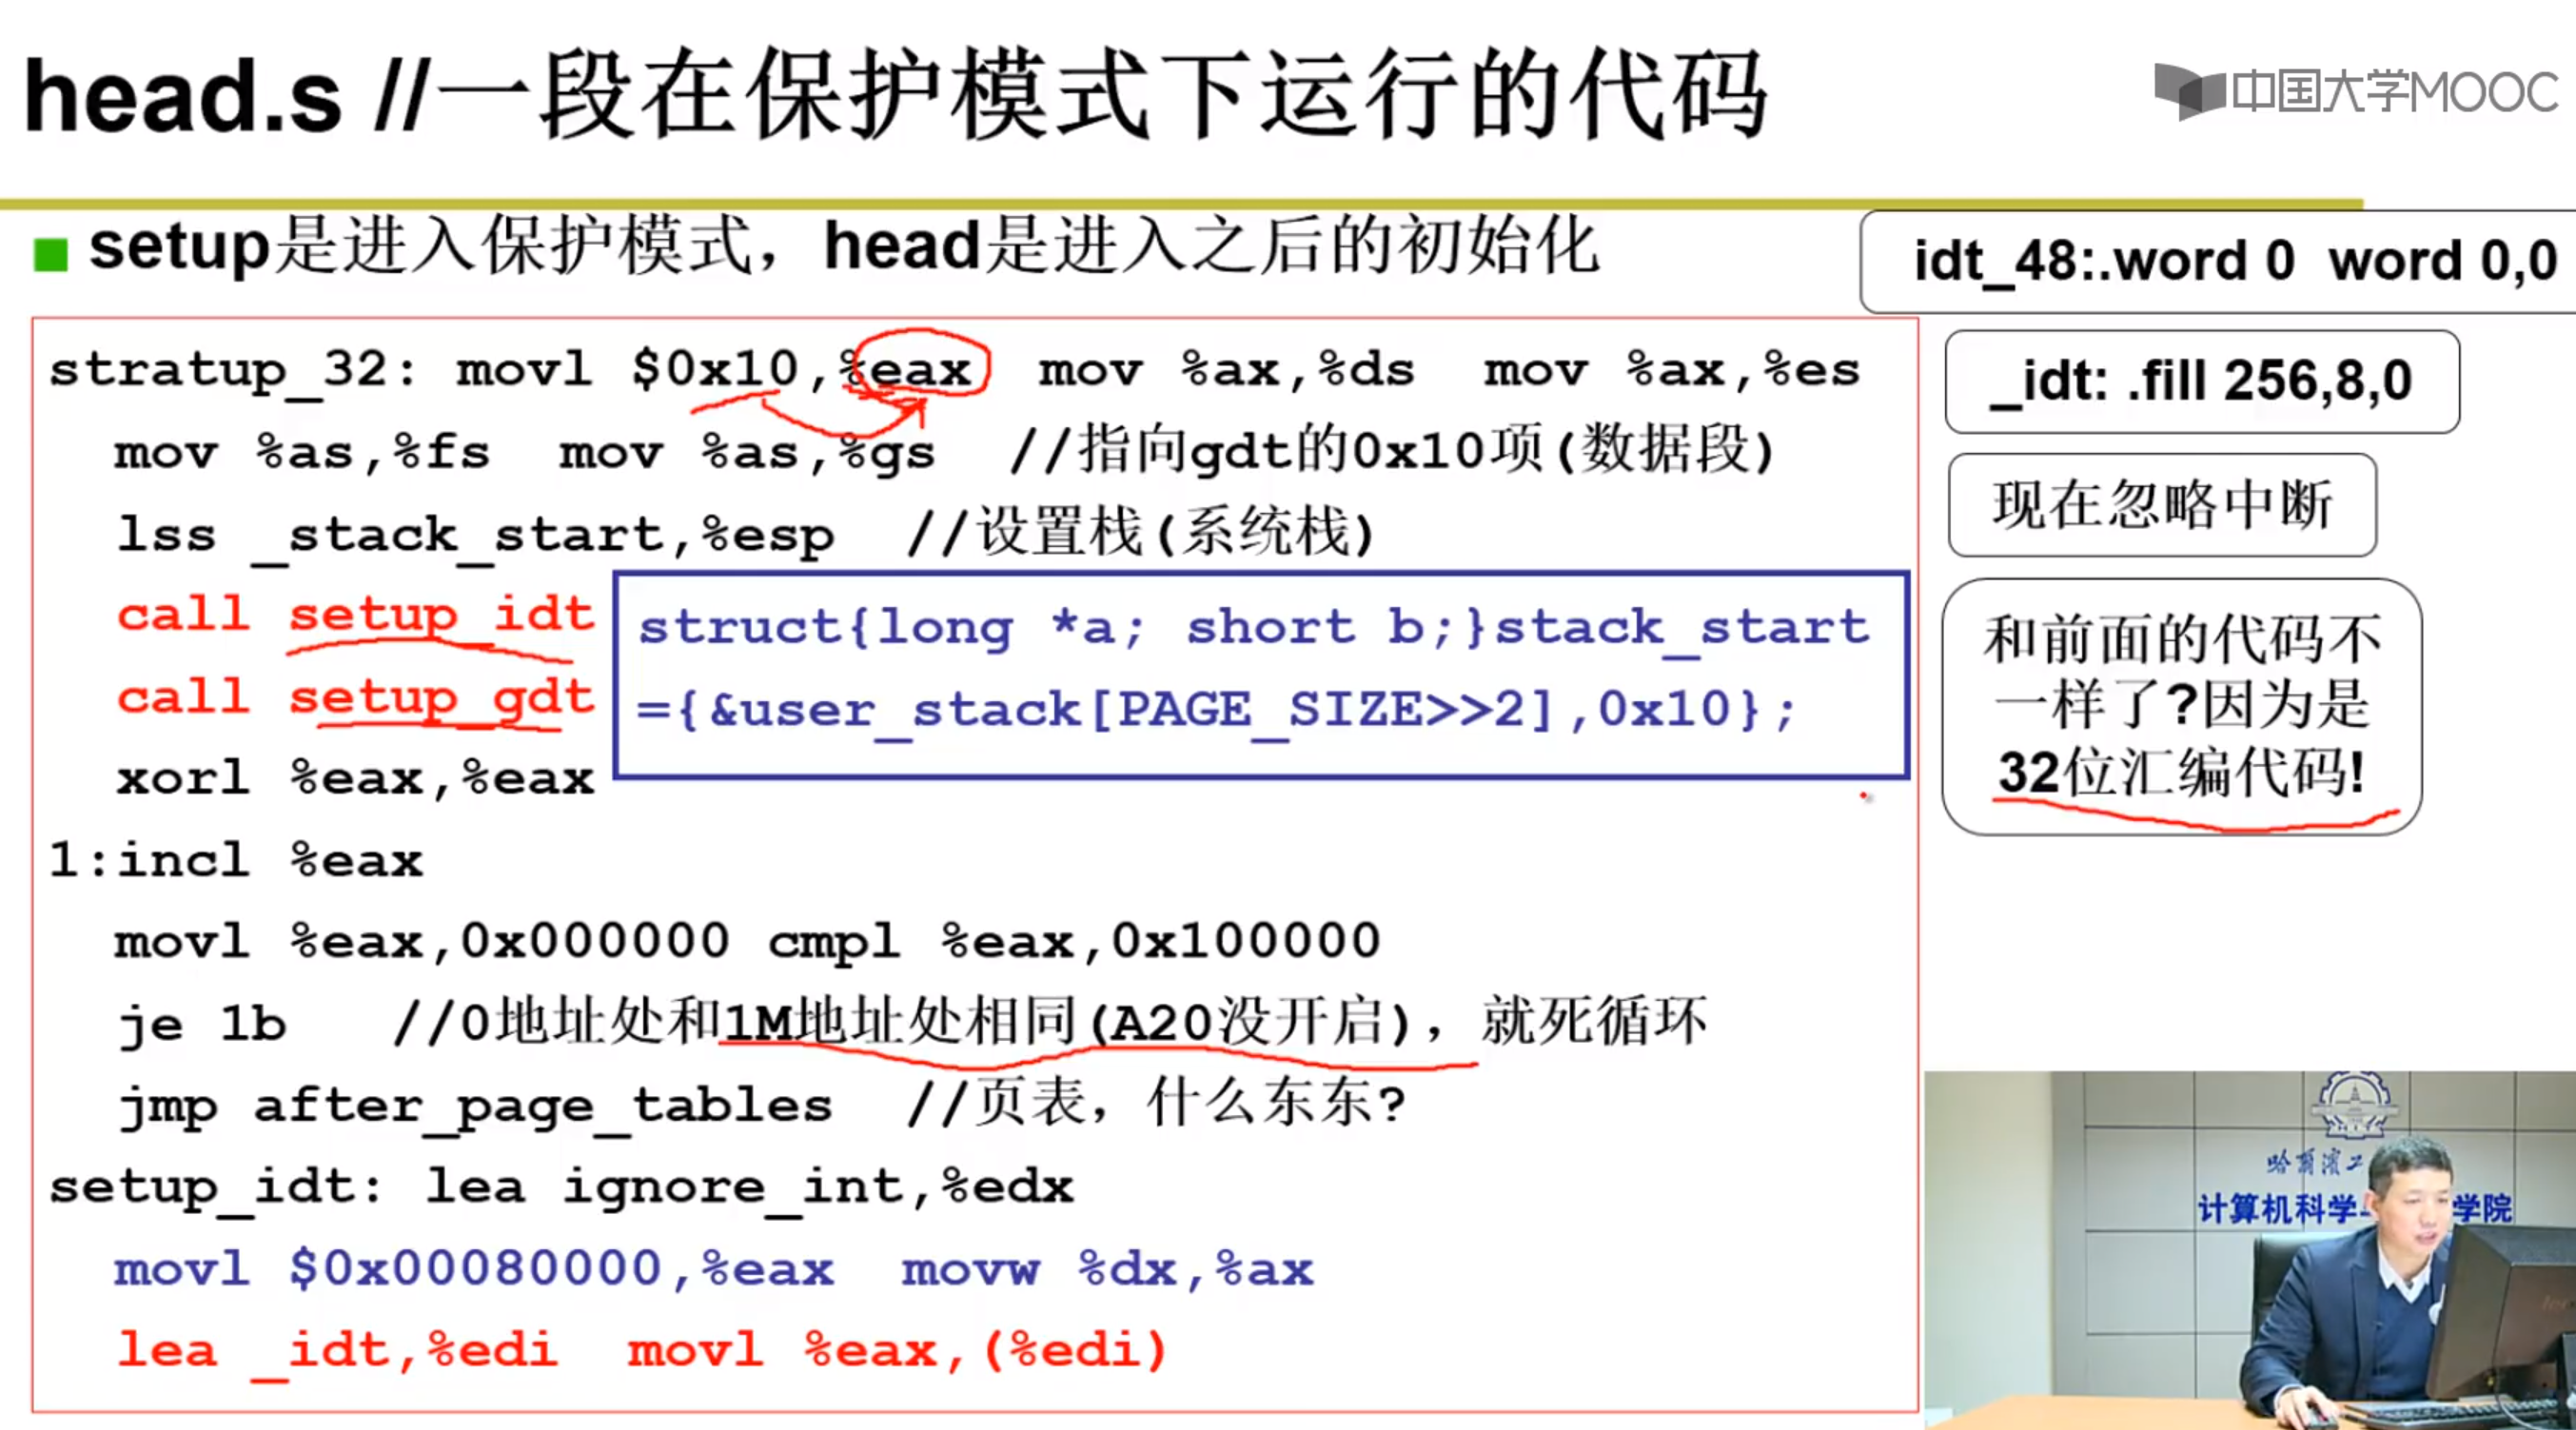 head.s //一段在保护模式下运行的代码
中国大学MOOC
setup是进入保护模式，head是进入之后的初始化
idt_48:.word 0  word 0,0
stratup_32: movl $0x10,%eax  mov %ax,%ds  mov %ax,%es
mov %as,%fs  mov %as,%gs  //指向gdt的0x10项(数据段)
lss _stack_start,%esp  //设置栈(系统栈)
call setup_idt
call setup_gdt
struct{long *a; short b;}stack_start
={&user_stack[PAGE_SIZE>>2],0x10};
xorl %eax,%eax
1:incl %eax
movl %eax,0x000000 cmpl %eax,0x100000
je 1b  //0地址处和1M地址处相同(A20没开启)，就死循环
jmp after_page_tables  //页表，什么东东?
setup_idt: lea ignore_int,%edx
movl $0x00080000,%eax  movw %dx,%ax
lea _idt,%edi  movl %eax,(%edi)
_idt: .fill 256,8,0
现在忽略中断
和前面的代码不
一样了?因为是
32位汇编代码!
哈爾濱工
计算机科学
学院